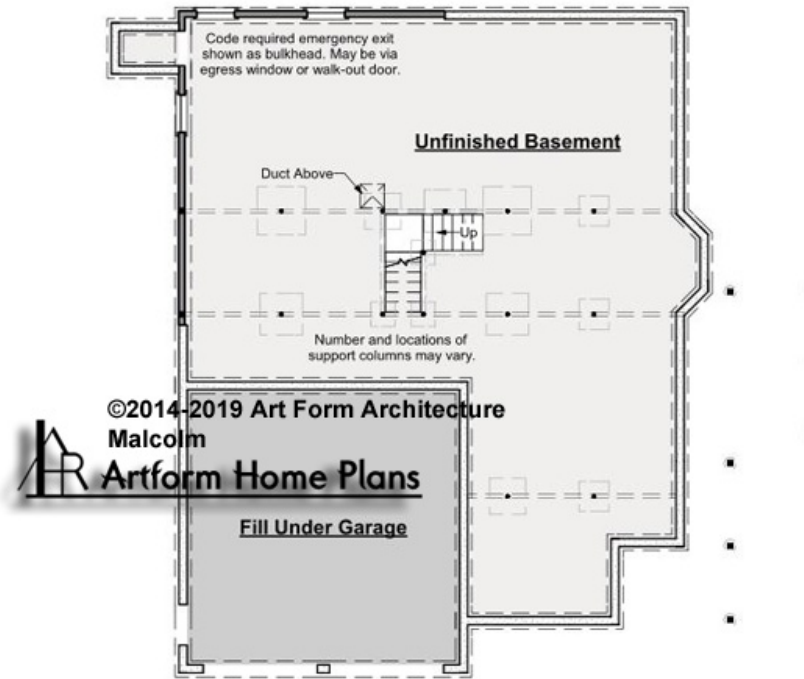 Code required emergency exit
shown as bulkhead. May be via
egress window or walk-out door.
Unfinished Basement
Duct Above
Up
Number and locations of
support columns may vary.
©2014-2019 Art Form Architecture
Malcolm
Artform Home Plans
Fill Under Garage